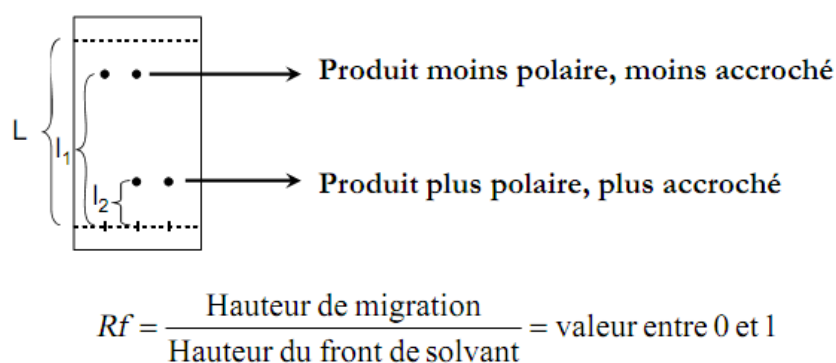 Produit moins polaire, moins accroché
L
l₁
Produit plus polaire, plus accroché
l₂
Rf = Hauteur de migration / Hauteur du front de solvant = valeur entre 0 et 1